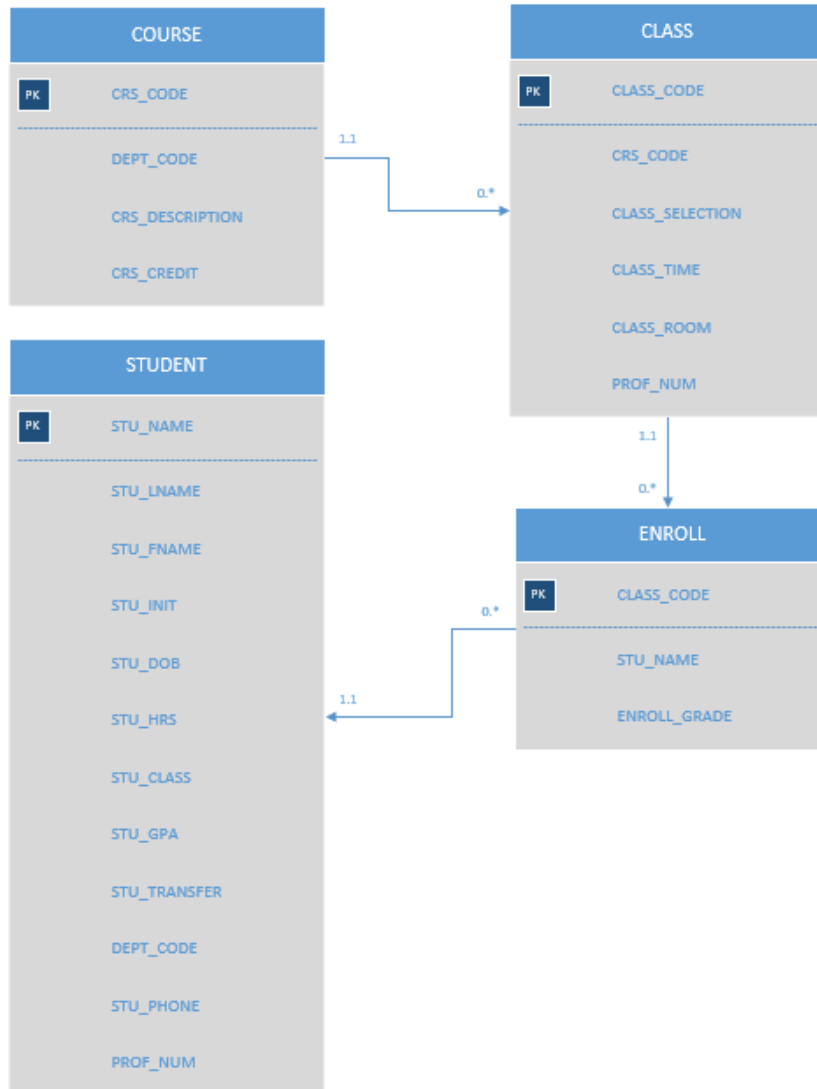 COURSE
PK CRS_CODE
DEPT_CODE
CRS_DESCRIPTION
CRS_CREDIT
1.1
0.*
CLASS
PK CLASS_CODE
CRS_CODE
CLASS_SELECTION
CLASS_TIME
CLASS_ROOM
PROF_NUM
1.1
0.*
STUDENT
PK STU_NAME
STU_LNAME
STU_FNAME
STU_INIT
STU_DOB
STU_HRS
STU_CLASS
STU_GPA
STU_TRANSFER
DEPT_CODE
STU_PHONE
PROF_NUM
1.1
0.*
ENROLL
PK CLASS_CODE
STU_NAME
ENROLL_GRADE